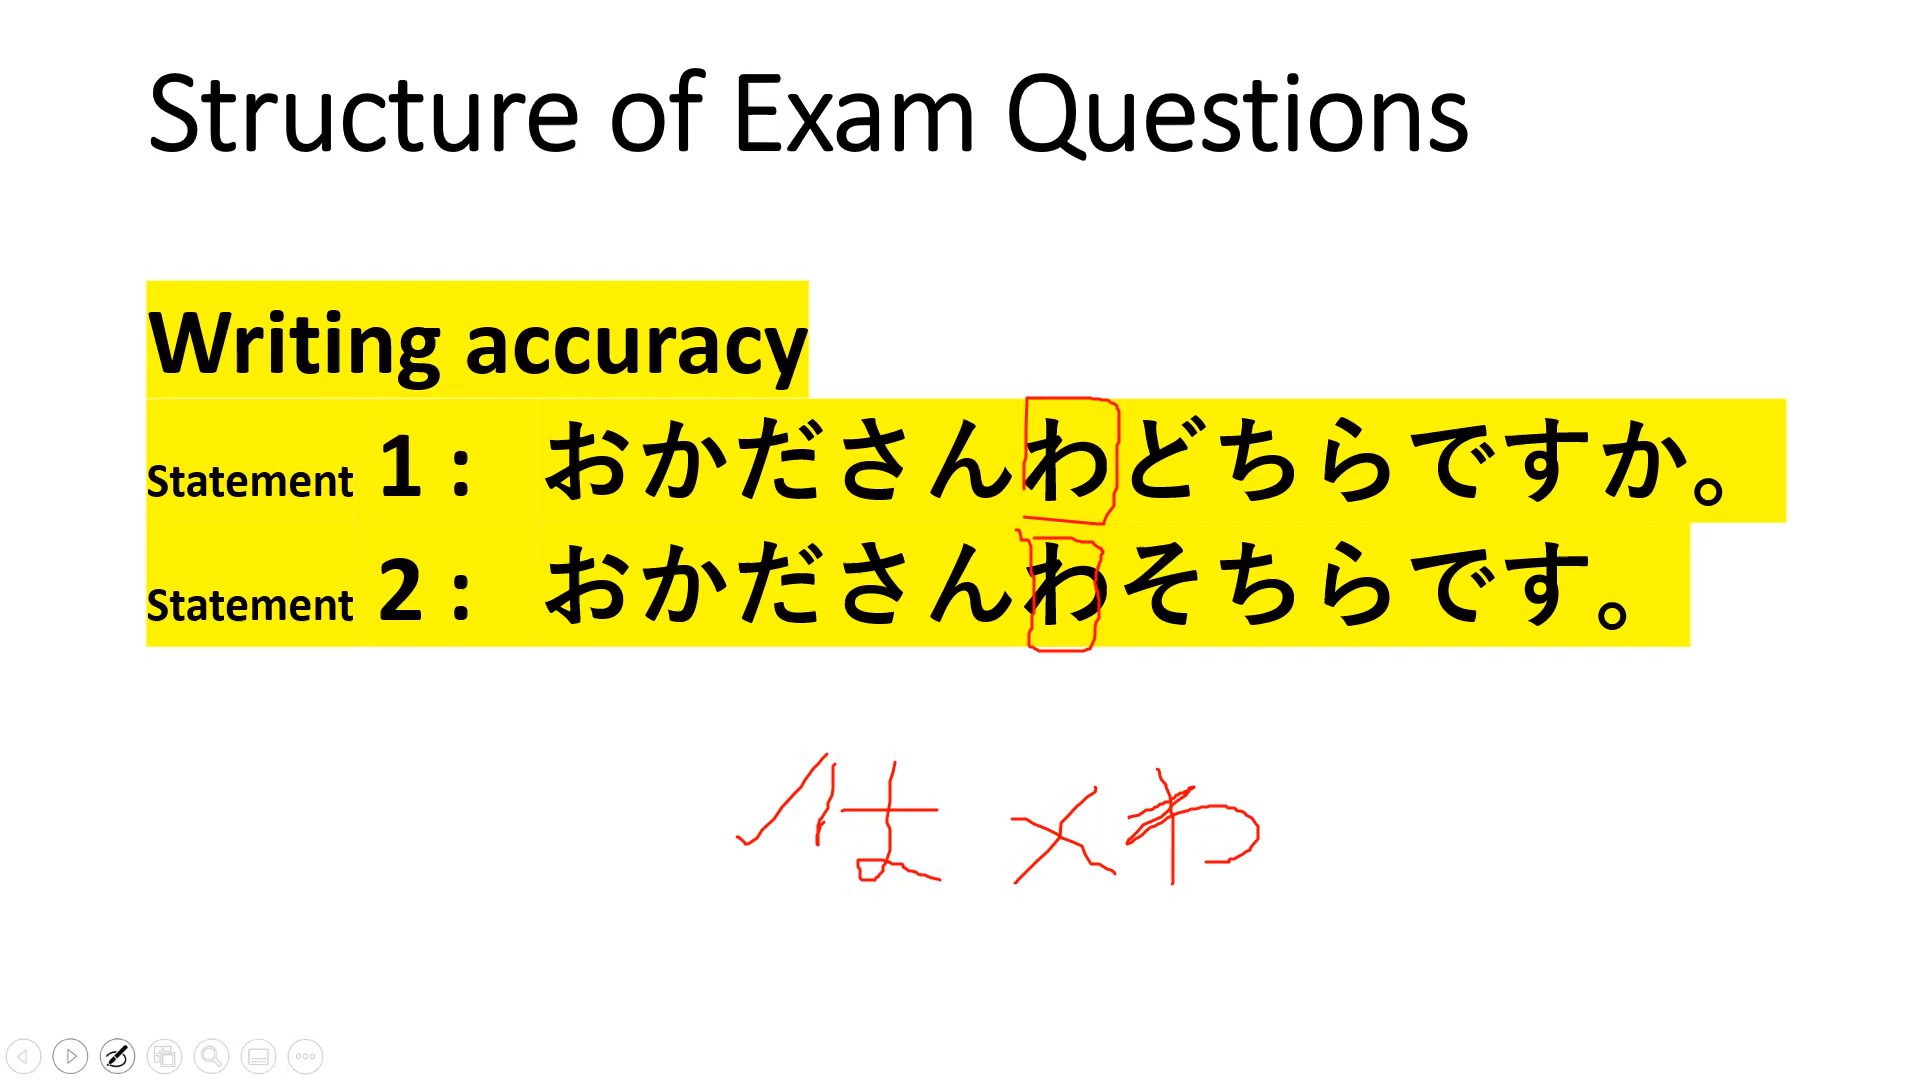 Structure of Exam Questions
Writing accuracy
Statement 1： おかださんわどちらですか。
Statement 2： おかださんわそちらです。
は ×わ